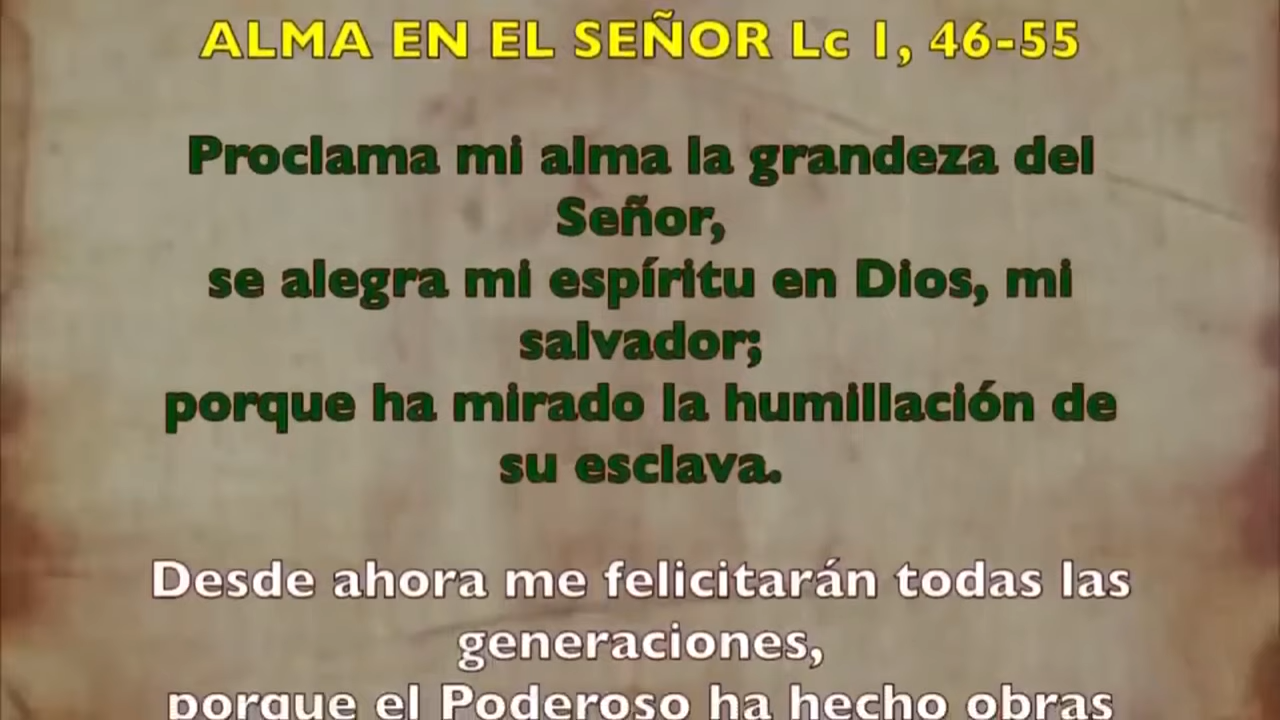 ALMA EN EL SEÑOR Lc 1, 46-55
Proclama mi alma la grandeza del
Señor,
se alegra mi espíritu en Dios, mi
salvador;
porque ha mirado la humillación de
su esclava.
Desde ahora me felicitarán todas las
generaciones,
porque el Poderoso ha hecho obras